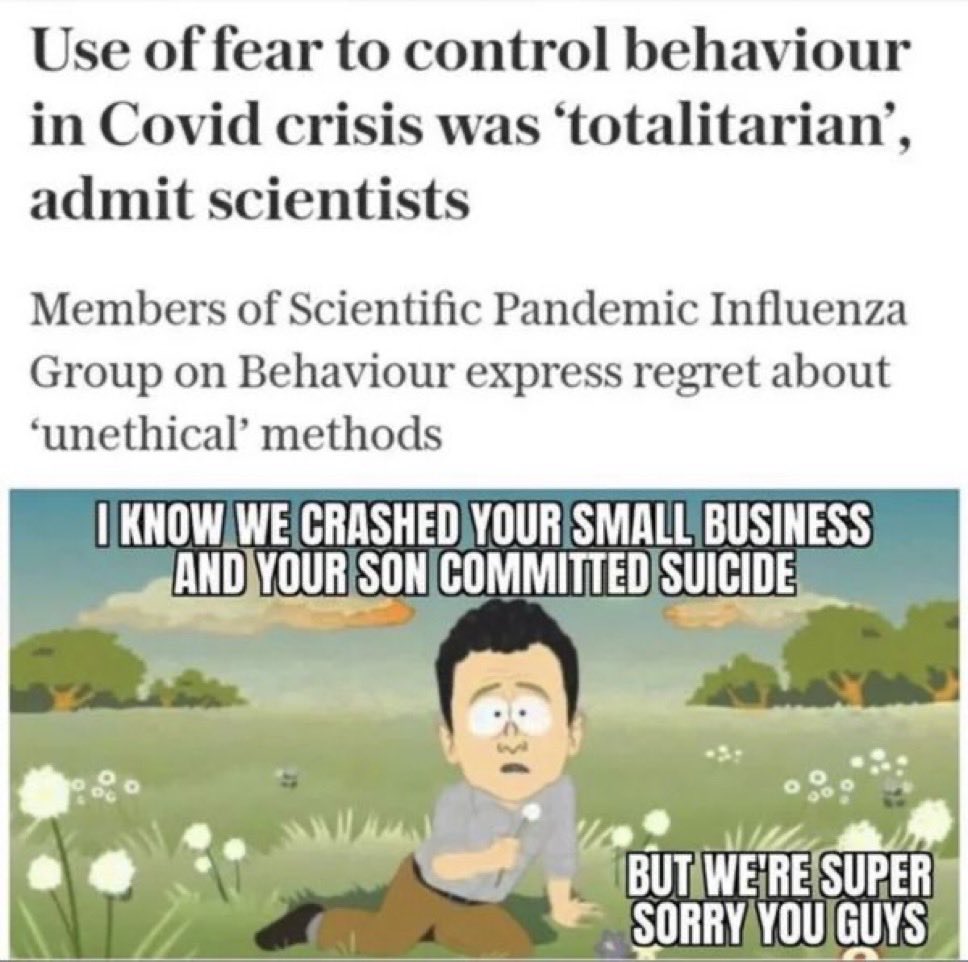 Use of fear to control behaviour
in Covid crisis was ‘totalitarian’,
admit scientists
Members of Scientific Pandemic Influenza
Group on Behaviour express regret about
‘unethical’ methods
I KNOW WE CRASHED YOUR SMALL BUSINESS
AND YOUR SON COMMITTED SUICIDE
BUT WE'RE SUPER
SORRY YOU GUYS